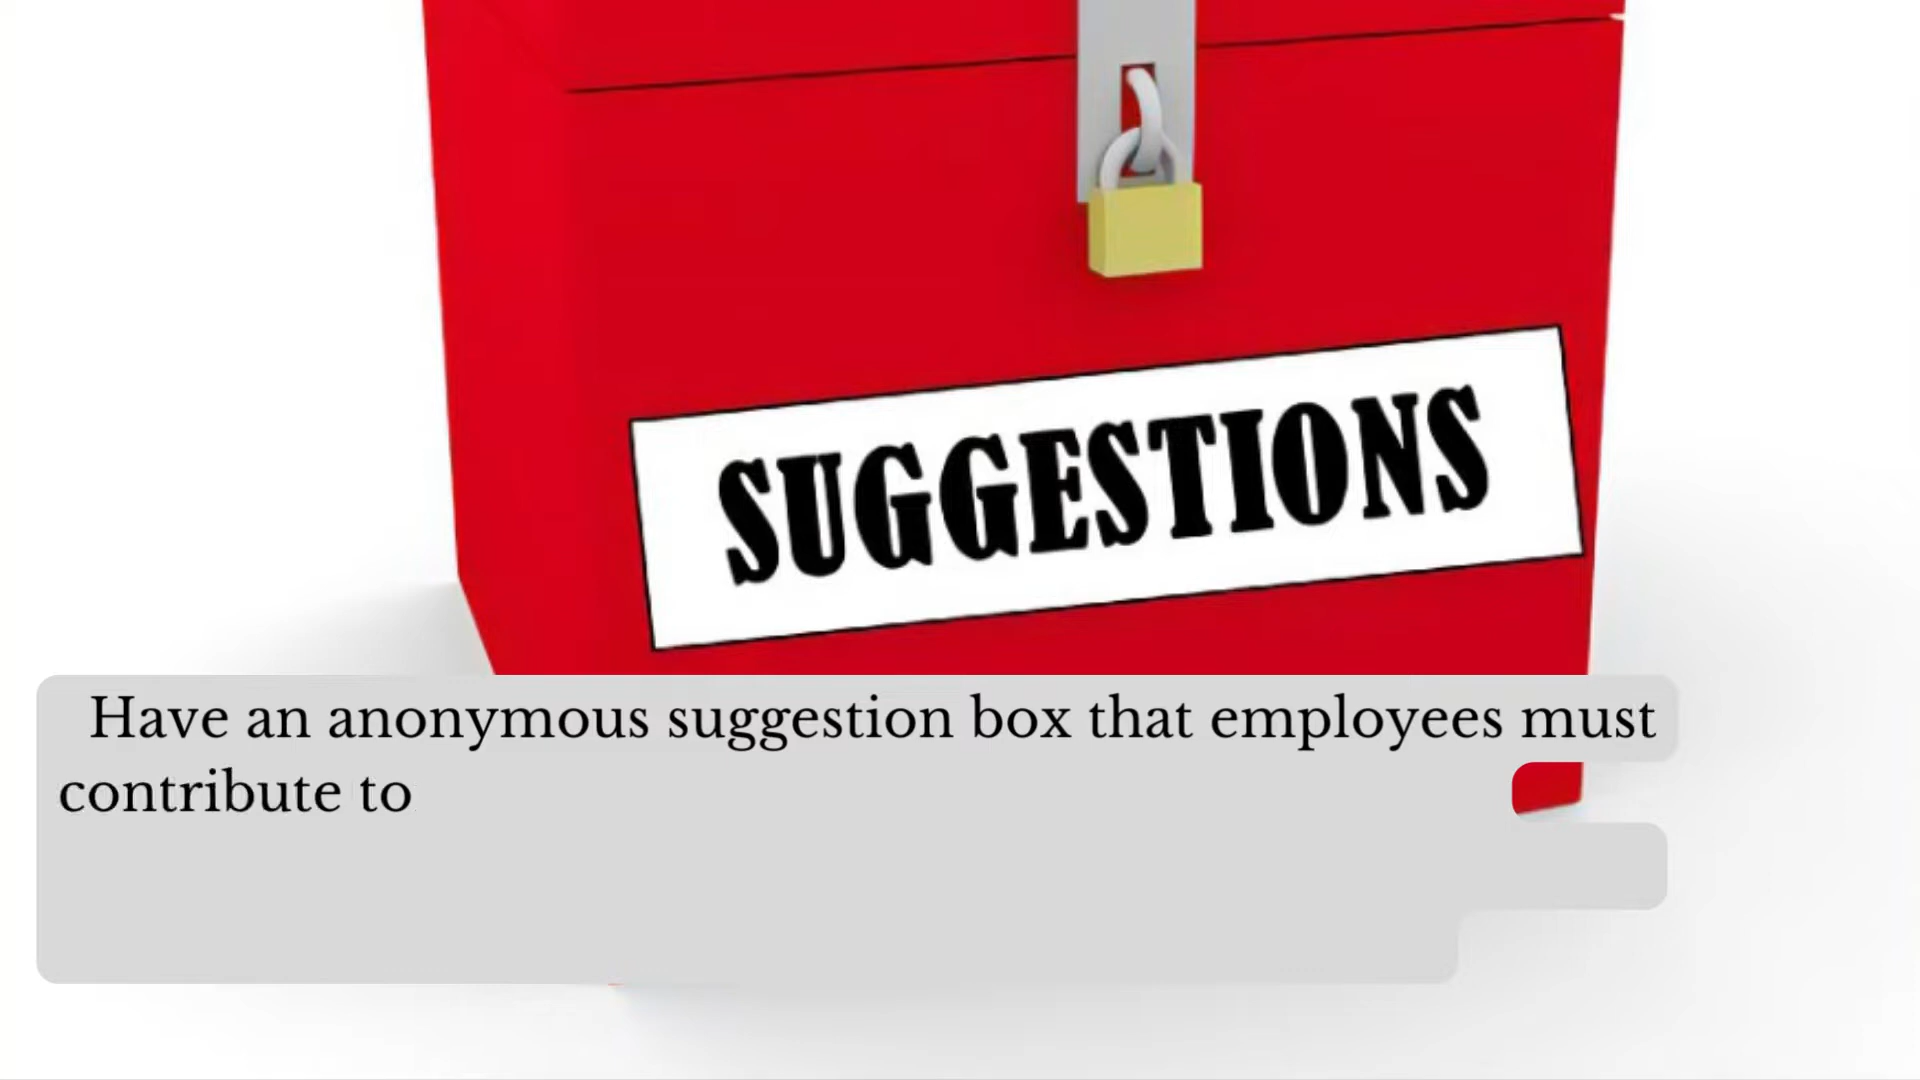 SUGGESTIONS
Have an anonymous suggestion box that employees must
contribute to